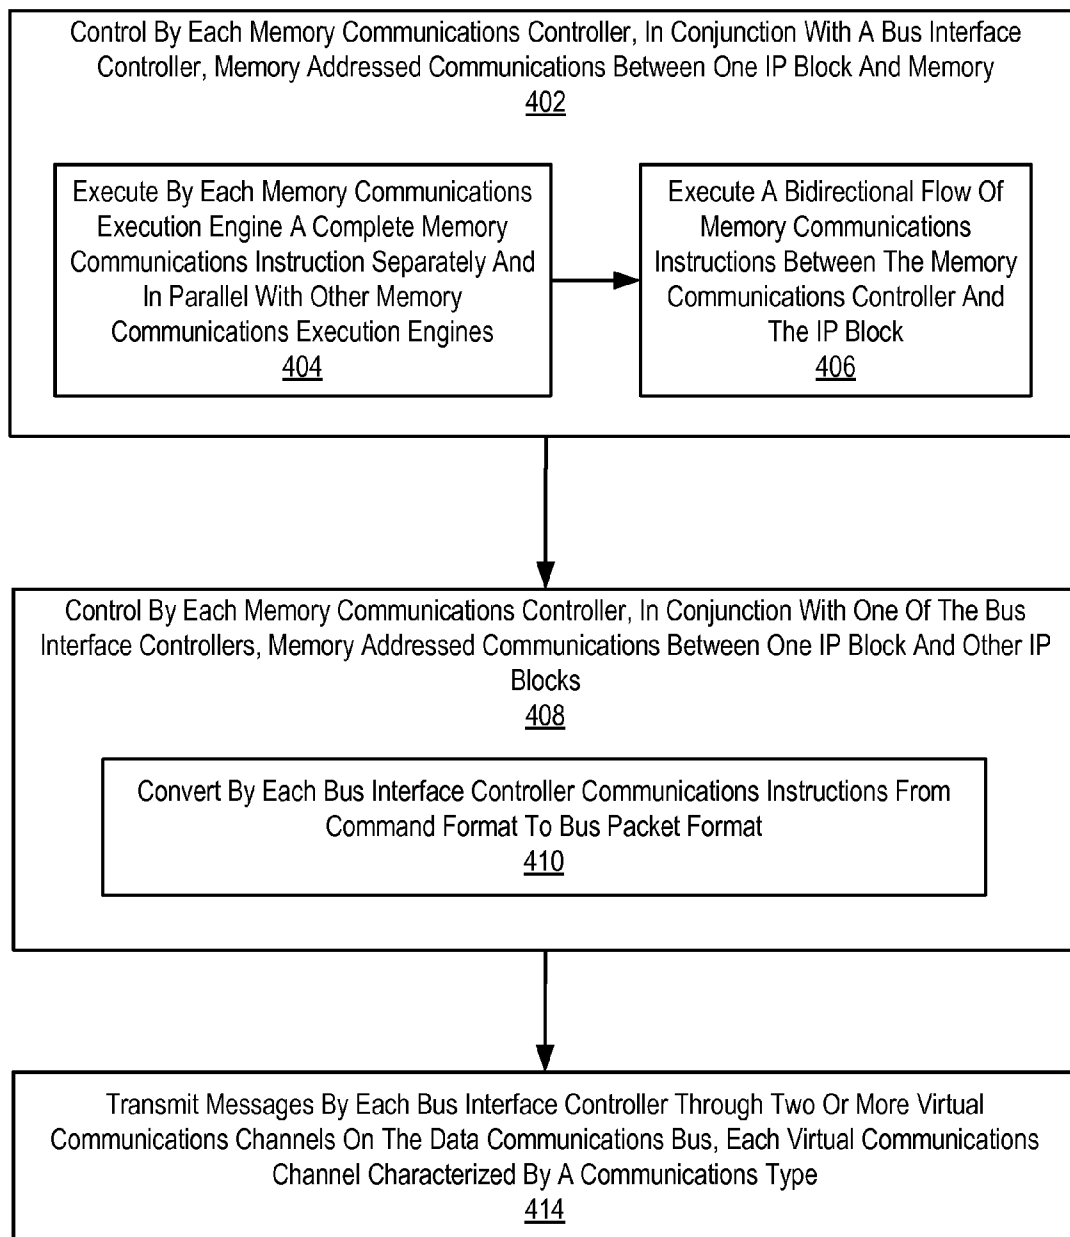 Control By Each Memory Communications Controller, In Conjunction With A Bus Interface
Controller, Memory Addressed Communications Between One IP Block And Memory
402
Execute By Each Memory Communications
Execution Engine A Complete Memory
Communications Instruction Separately And
In Parallel With Other Memory
Communications Execution Engines
404
Execute A Bidirectional Flow Of
Memory Communications
Instructions Between The Memory
Communications Controller And
The IP Block
406
Control By Each Memory Communications Controller, In Conjunction With One Of The Bus
Interface Controllers, Memory Addressed Communications Between One IP Block And Other IP
Blocks
408
Convert By Each Bus Interface Controller Communications Instructions From
Command Format To Bus Packet Format
410
Transmit Messages By Each Bus Interface Controller Through Two Or More Virtual
Communications Channels On The Data Communications Bus, Each Virtual Communications
Channel Characterized By A Communications Type
414